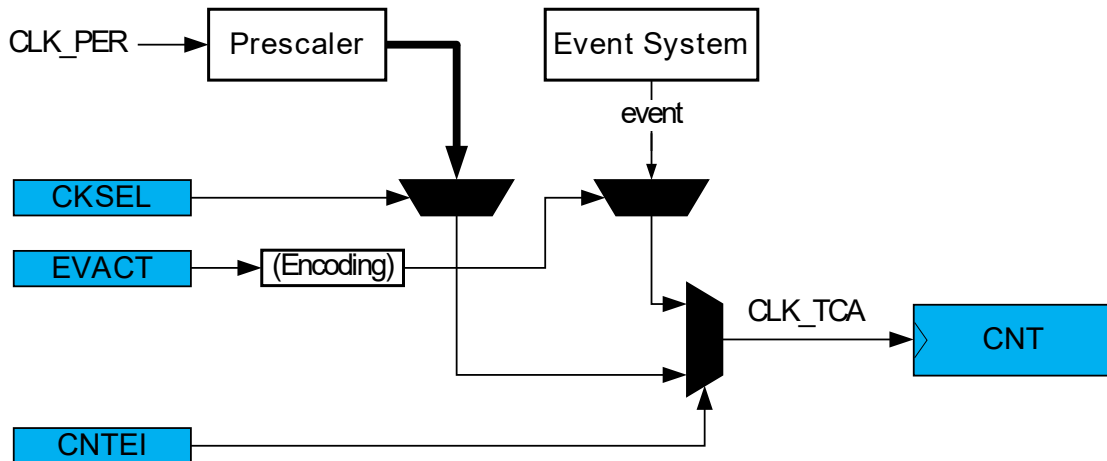 CLK_PER
Prescaler
Event System
event
CKSEL
EVACT
(Encoding)
CLK_TCA
CNT
CNTEI